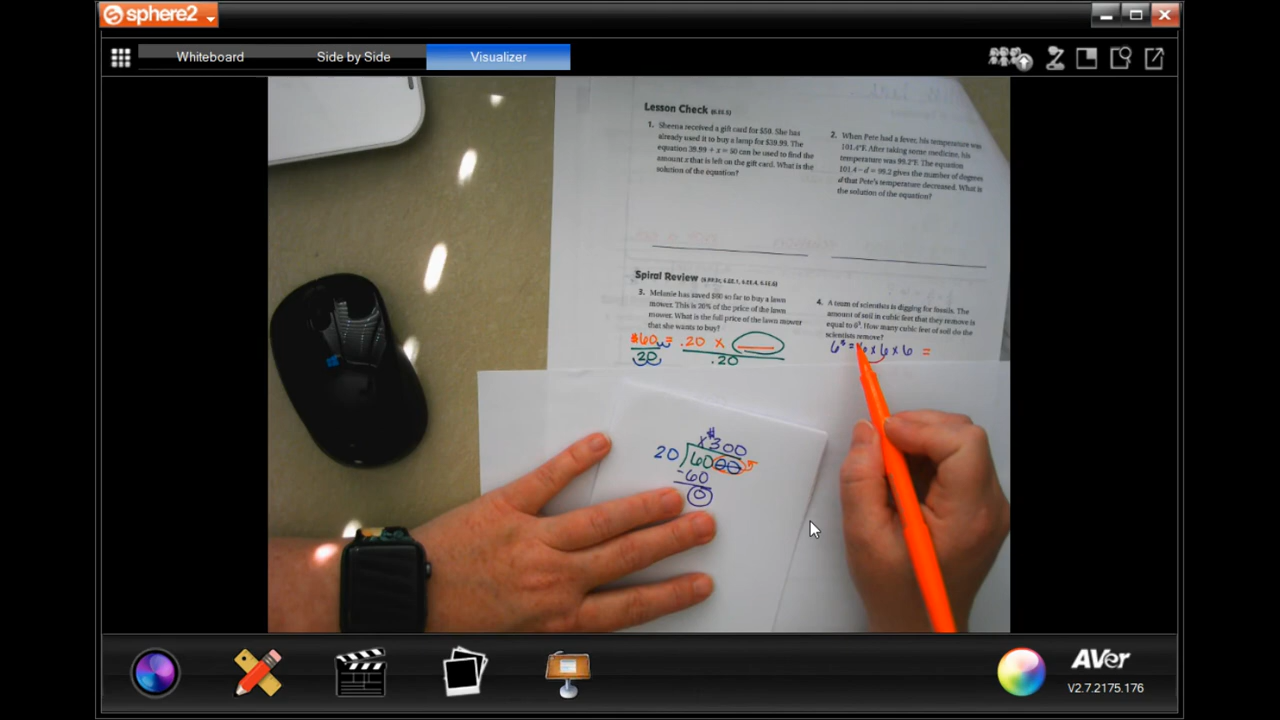 sphere2
Whiteboard
Side by Side
Visualizer
Lesson Check (6.EE.5)
1. Sheena received a gift card for $50. She has
already used it to buy a lamp for $39.99. The
equation 39.99 + x = 50 can be used to find the
amount x that is left on the gift card. What is the
solution of the equation?
2. When Pete had a fever, his temperature was
101.4°F. After taking some medicine, his
temperature was 99.2°F. The equation
101.4 − d = 99.2 gives the number of degrees
d that Pete's temperature decreased. What is
the solution of the equation?
Spiral Review
3. Melanie has saved $60 so far to buy a lawn
mower. This is 20% of the price of the lawn
mower. What is the full price of the lawn mower
that she wants to buy?
$60 = .20 x
.20
4. A team of scientists is digging for fossils. The
amount of soil in cubic feet that they remove is
equal to 6³. How many cubic feet of soil do the
scientists remove?
6³ = 6 x 6 x 6 =
x $300
20 6000
-60
0
AVer
V2.7.2175.176